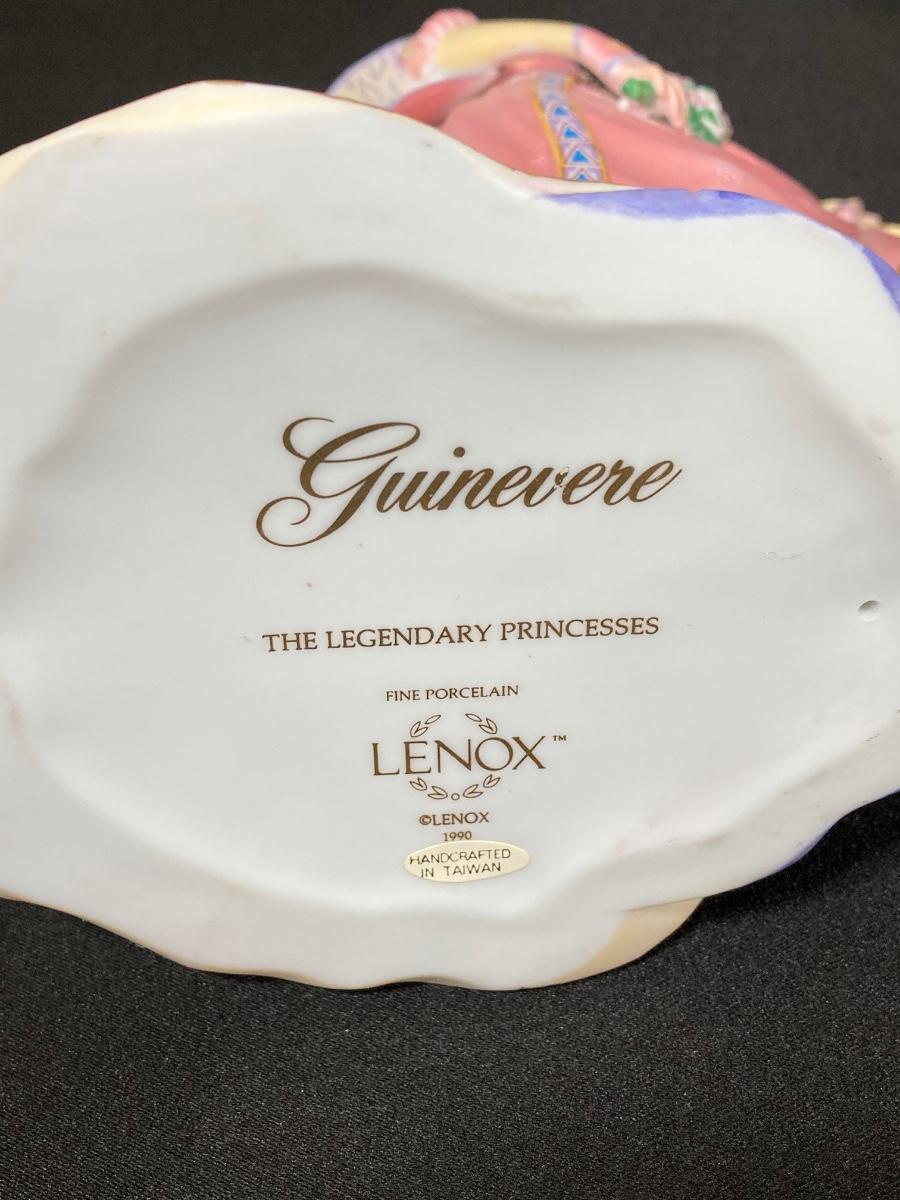 Guinevere
THE LEGENDARY PRINCESSES
FINE PORCELAIN
LENOX™
©LENOX
1990
HANDCRAFTED
IN TAIWAN